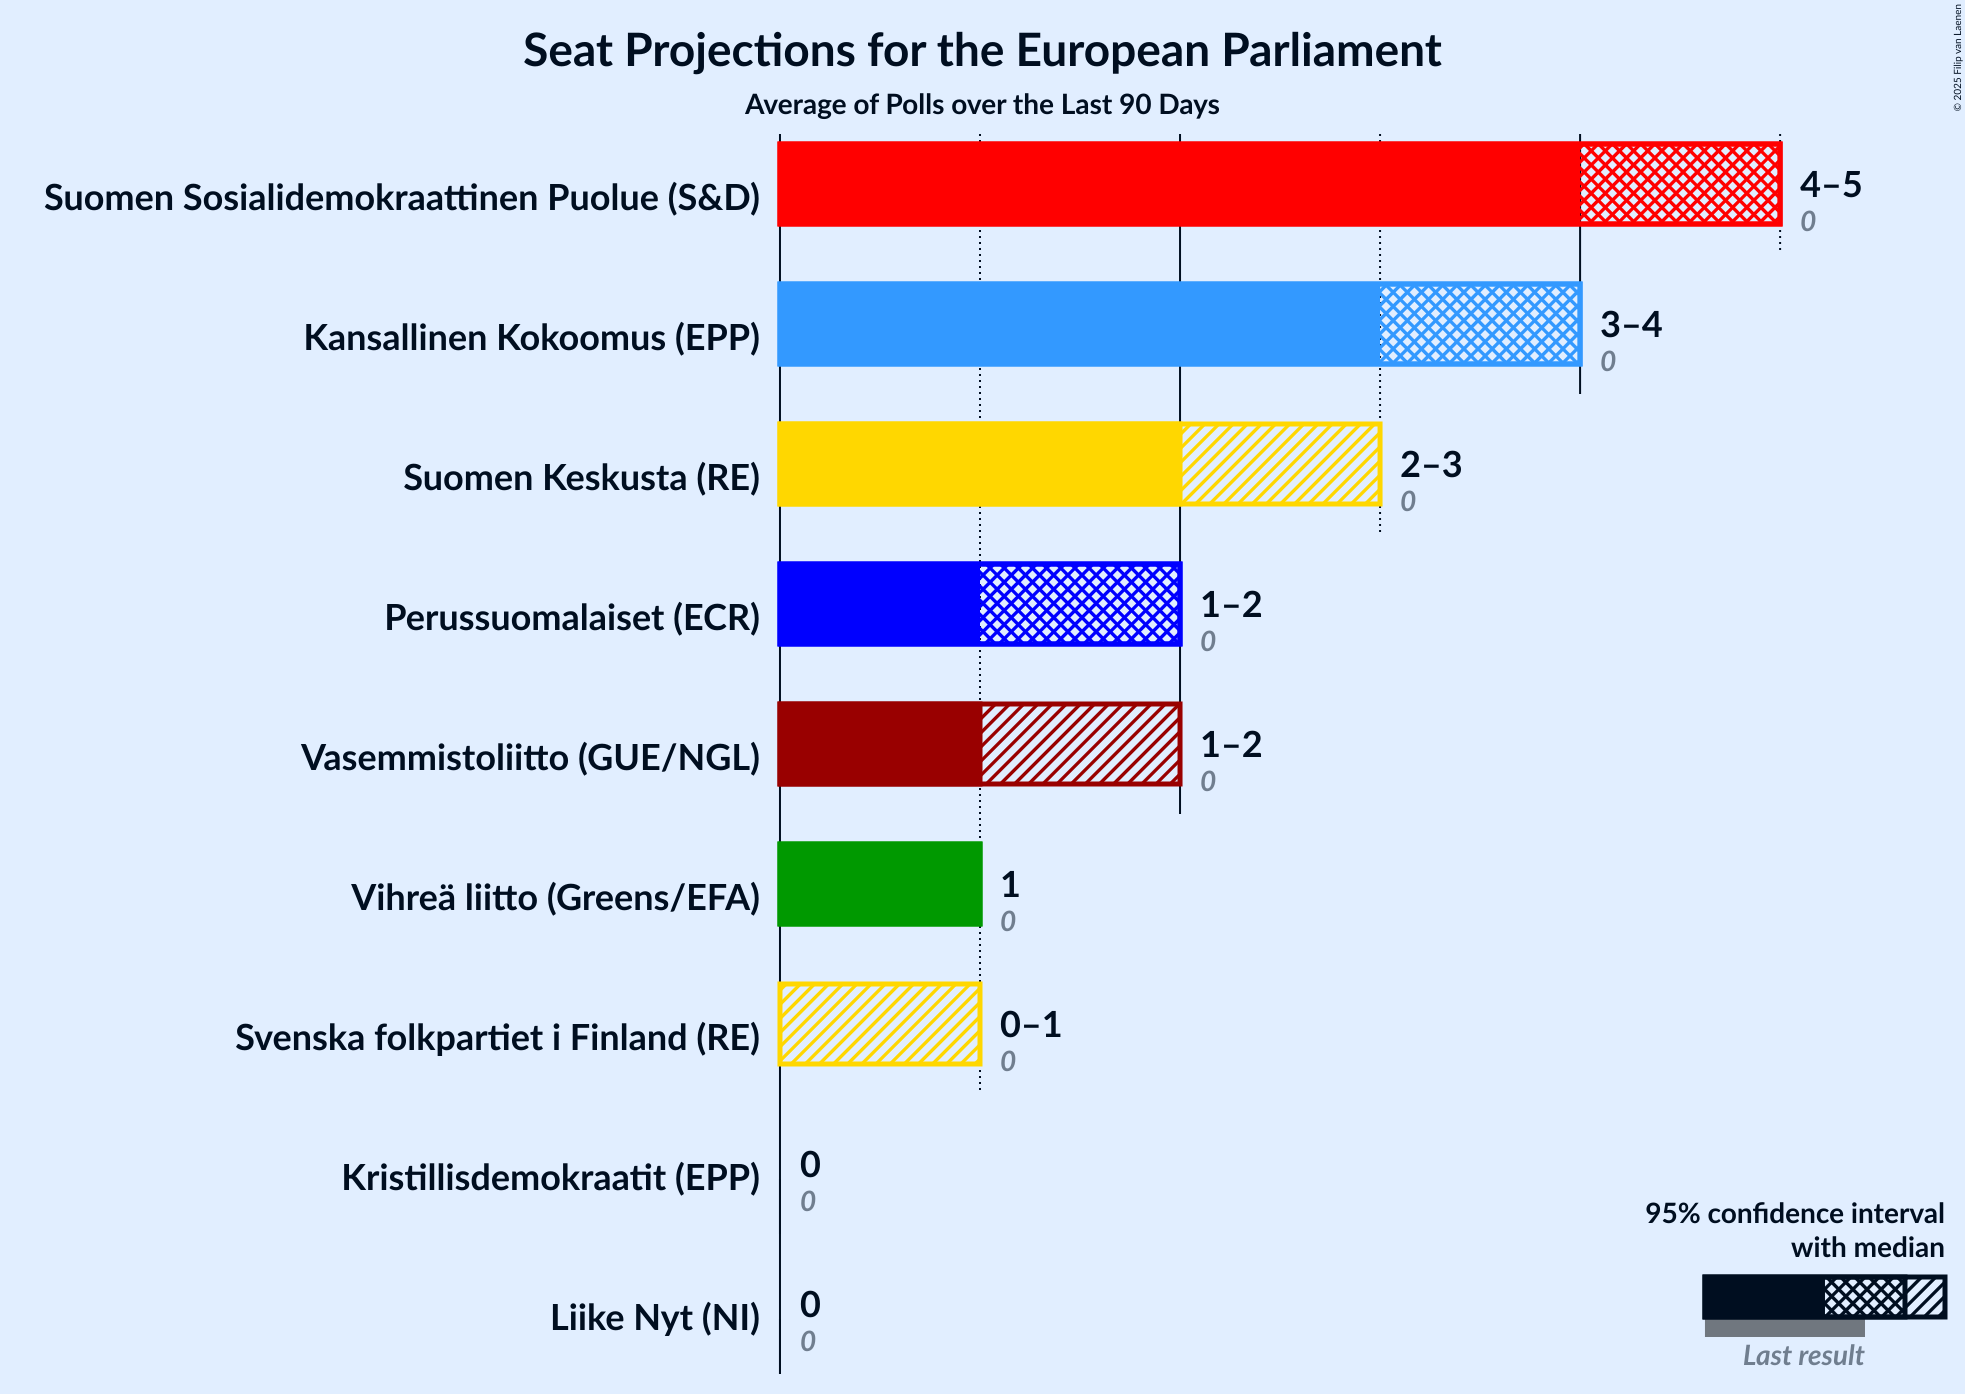 Seat Projections for the European Parliament
Average of Polls over the Last 90 Days
© 2025 Filip van Laenen
Suomen Sosialidemokraattinen Puolue (S&D)
4–5
0
Kansallinen Kokoomus (EPP)
3–4
0
Suomen Keskusta (RE)
2–3
0
Perussuomalaiset (ECR)
1–2
0
Vasemmistoliitto (GUE/NGL)
1–2
0
Vihreä liitto (Greens/EFA)
1
0
Svenska folkpartiet i Finland (RE)
0–1
0
Kristillisdemokraatit (EPP)
0
0
Liike Nyt (NI)
0
0
95% confidence interval
with median
Last result